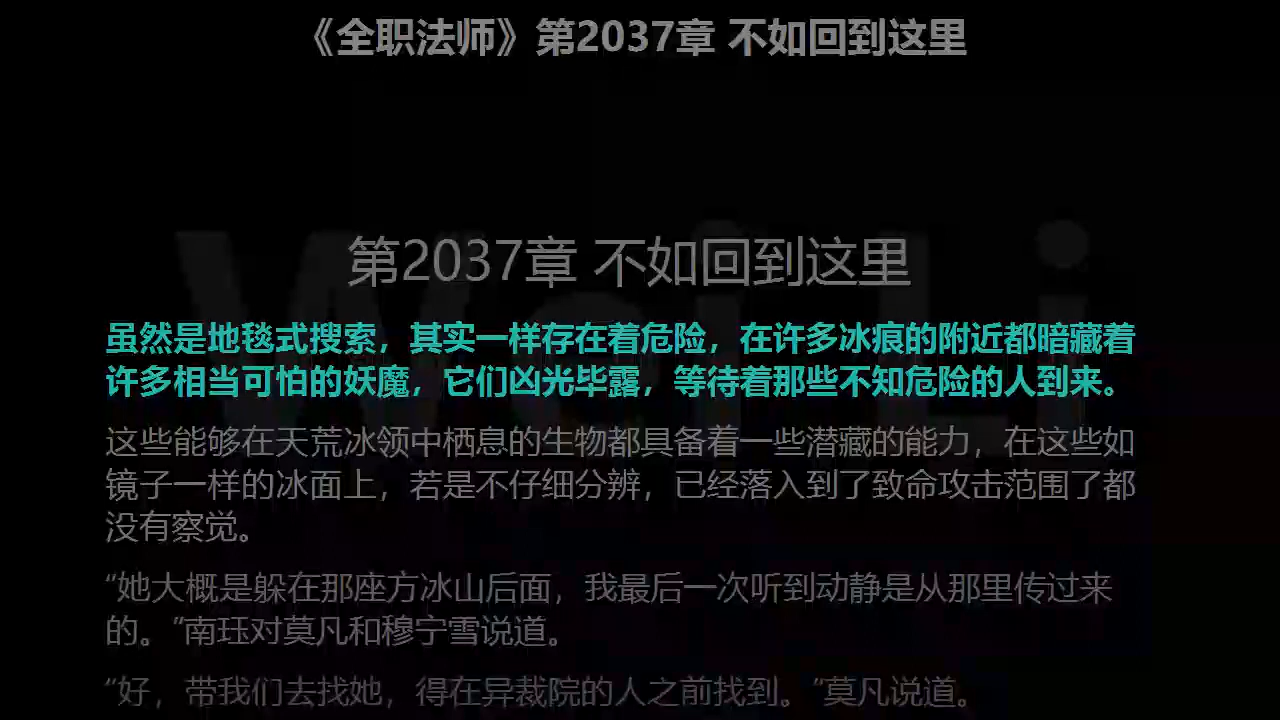 《全职法师》第2037章 不如回到这里
第2037章 不如回到这里
虽然是地毯式搜索，其实一样存在着危险，在许多冰痕的附近都暗藏着
许多相当可怕的妖魔，它们凶光毕露，等待着那些不知危险的人到来。
这些能够在天荒冰领中栖息的生物都具备着一些潜藏的能力，在这些如
镜子一样的冰面上，若是不仔细分辨，已经落入到了致命攻击范围了都
没有察觉。
“她大概是躲在那座方冰山后面，我最后一次听到动静是从那里传过来
的。”南珏对莫凡和穆宁雪说道。
“好，带我们去找她，得在异裁院的人之前找到。”莫凡说道。
Wei Li